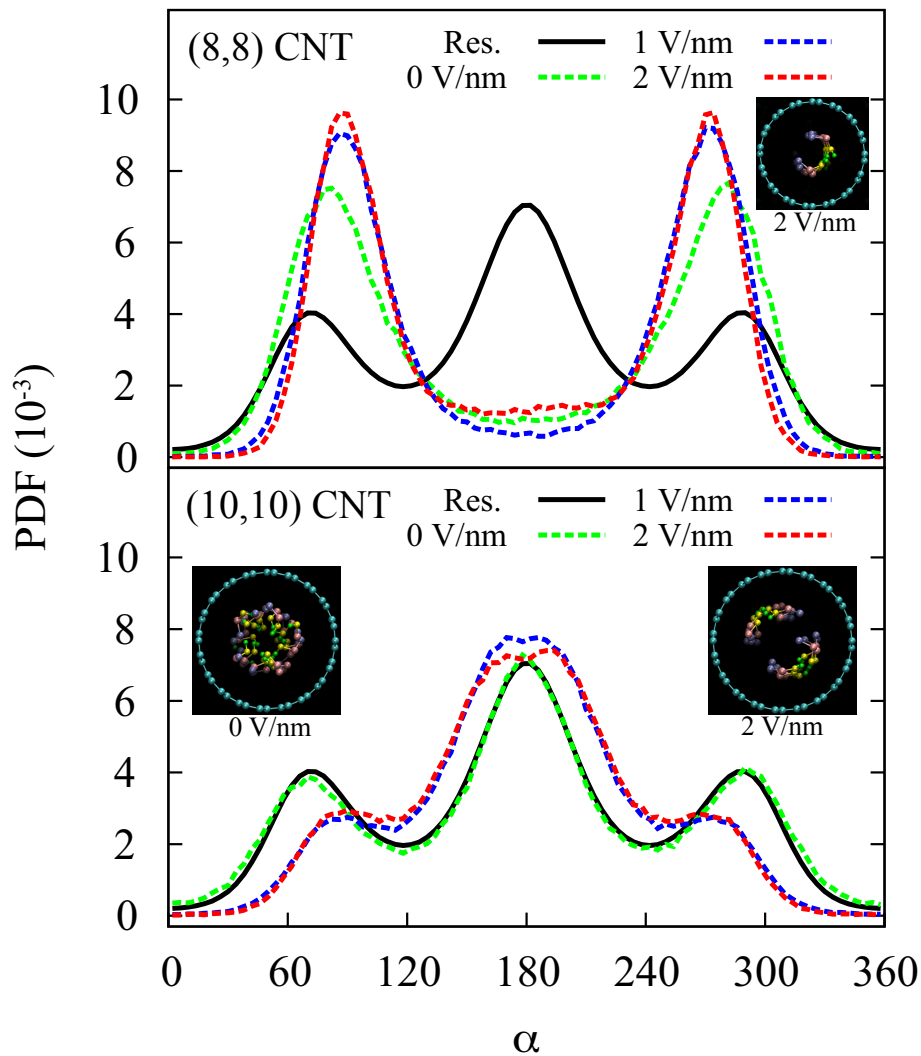 (8,8) CNT
Res. 1 V/nm
0 V/nm 2 V/nm
10
8
6
4
2
0
2 V/nm
PDF (10-3)
(10,10) CNT
Res. 1 V/nm
0 V/nm 2 V/nm
10
8
6
4
2
0
0 V/nm
2 V/nm
0 60 120 180 240 300 360
α